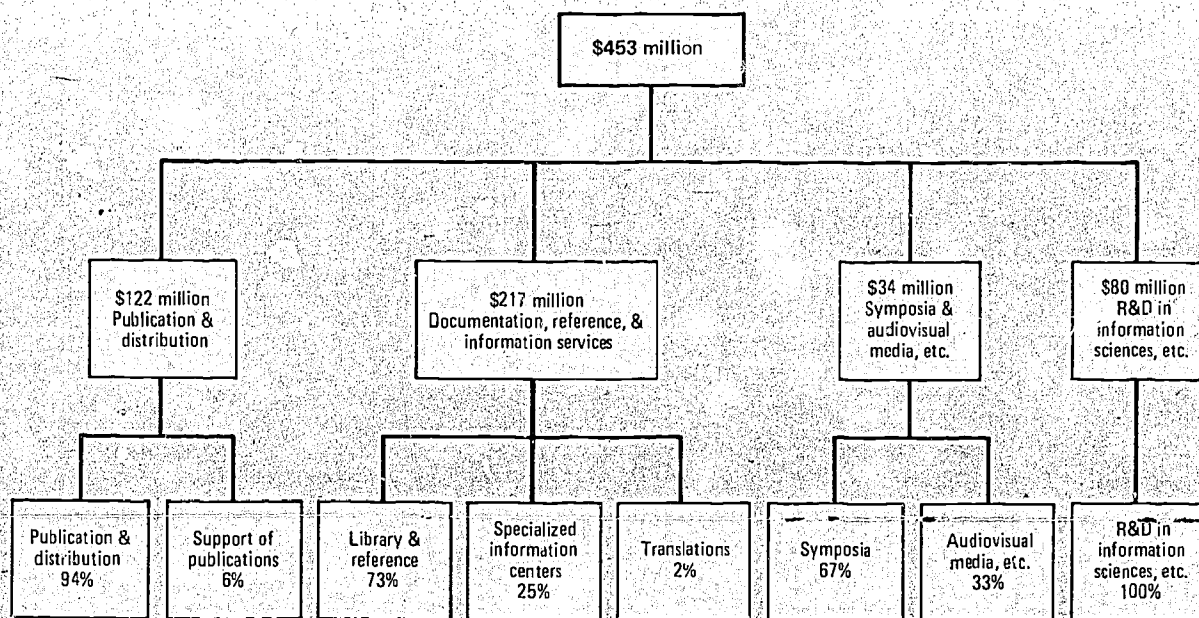 $453 million
$122 million
Publication &
distribution
$217 million
Documentation, reference, &
information services
$34 million
Symposia &
audiovisual
media, etc.
$80 million
R&D in
information
sciences, etc.
Publication &
distribution
94%
Support of
publications
6%
Library &
reference
73%
Specialized
information
centers
25%
Translations
2%
Symposia
67%
Audiovisual
media, etc.
33%
R&D in
information
sciences, etc.
100%